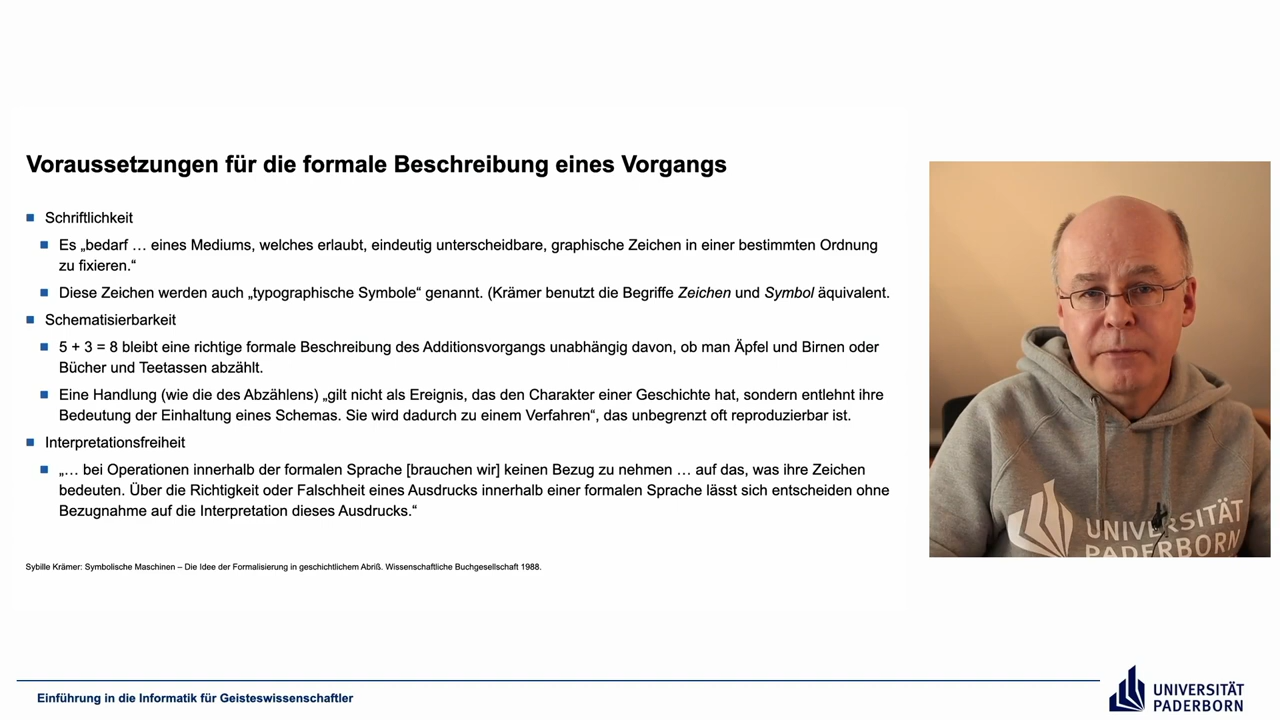 Voraussetzungen für die formale Beschreibung eines Vorgangs
Schriftlichkeit
Es „bedarf … eines Mediums, welches erlaubt, eindeutig unterscheidbare, graphische Zeichen in einer bestimmten Ordnung
zu fixieren.“
Diese Zeichen werden auch „typographische Symbole“ genannt. (Krämer benutzt die Begriffe Zeichen und Symbol äquivalent.
Schematisierbarkeit
5 + 3 = 8 bleibt eine richtige formale Beschreibung des Additionsvorgangs unabhängig davon, ob man Äpfel und Birnen oder
Bücher und Teetassen abzählt.
Eine Handlung (wie die des Abzählens) „gilt nicht als Ereignis, das den Charakter einer Geschichte hat, sondern entlehnt ihre
Bedeutung der Einhaltung eines Schemas. Sie wird dadurch zu einem Verfahren“, das unbegrenzt oft reproduzierbar ist.
Interpretationsfreiheit
„… bei Operationen innerhalb der formalen Sprache [brauchen wir] keinen Bezug zu nehmen … auf das, was ihre Zeichen
bedeuten. Über die Richtigkeit oder Falschheit eines Ausdrucks innerhalb einer formalen Sprache lässt sich entscheiden ohne
Bezugnahme auf die Interpretation dieses Ausdrucks.“
Sybille Krämer: Symbolische Maschinen – Die Idee der Formalisierung in geschichtlichem Abriß. Wissenschaftliche Buchgesellschaft 1988.
UNIVERSITÄT
PADERBORN
Einführung in die Informatik für Geisteswissenschaftler
UNIVERSITÄT
PADERBORN